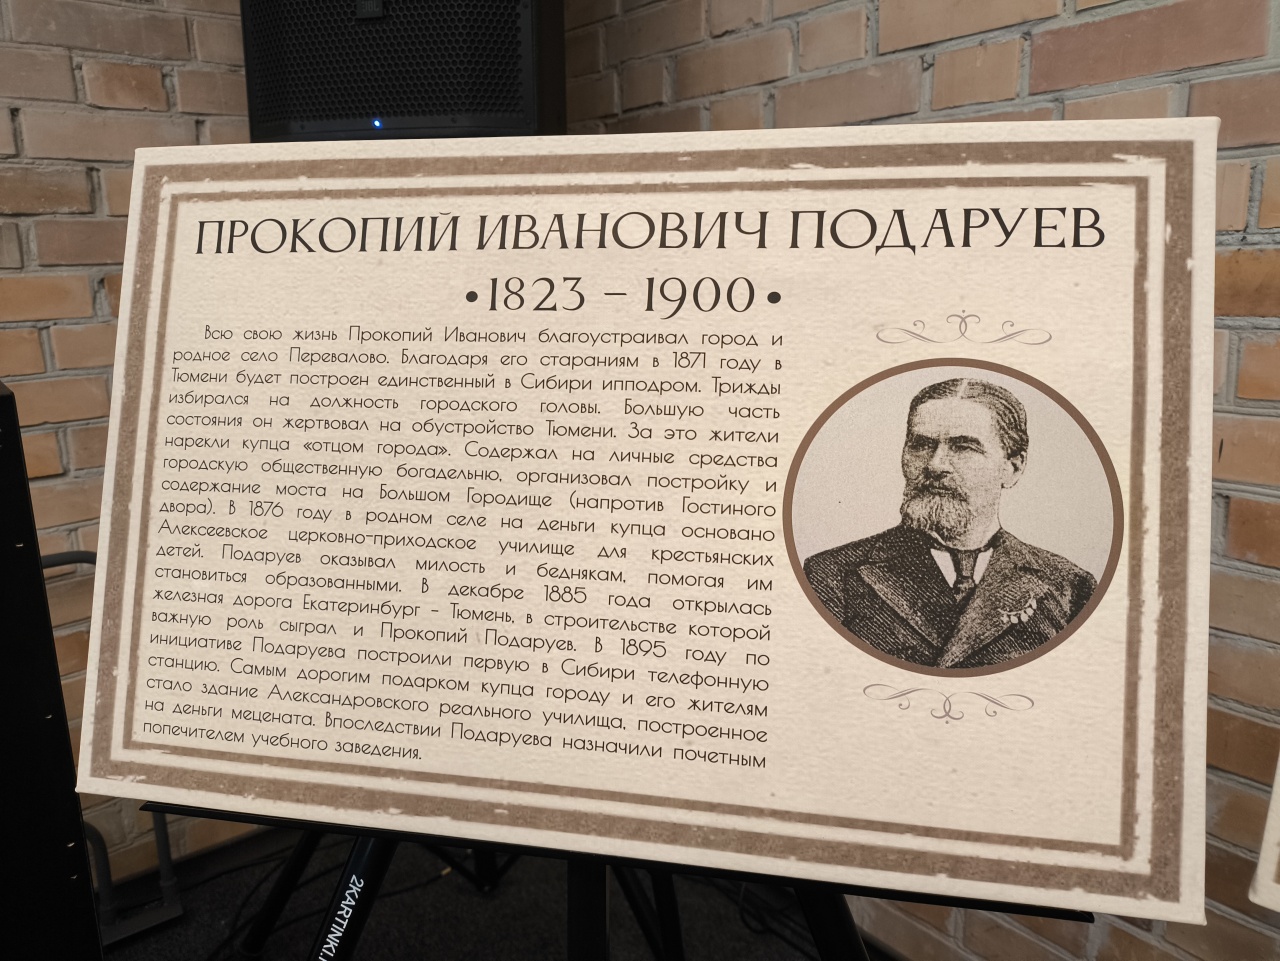 JBL
ПРОКОПИЙ ИВАНОВИЧ ПОДАРУЕВ
•1823 – 1900•
Всю свою жизнь Прокопий Иванович благоустраивал город и
родное село Перевалово. Благодаря его стараниям в 1871 году в
Тюмени будет построен единственный в Сибири ипподром. Трижды
избирался на должность городского головы. Большую часть
состояния он жертвовал на обустройство Тюмени. За это жители
нарекли купца «отцом города». Содержал на личные средства
городскую общественную богадельню, организовал постройку и
содержание моста на Большом Городище (напротив Гостиного
двора). В 1876 году в родном селе на деньги купца основано
Алексеевское церковно-приходское училище для крестьянских
детей. Подаруев оказывал милость и беднякам, помогая им
становиться образованными. В декабре 1885 года открылась
железная дорога Екатеринбург – Тюмень, в строительстве которой
важную роль сыграл и Прокопий Подаруев. В 1895 году по
инициативе Подаруева построили первую в Сибири телефонную
станцию. Самым дорогим подарком купца городу и его жителям
стало здание Александровского реального училища, построенное
на деньги мецената. Впоследствии Подаруева назначили почетным
попечителем учебного заведения.
2KARTINKI.